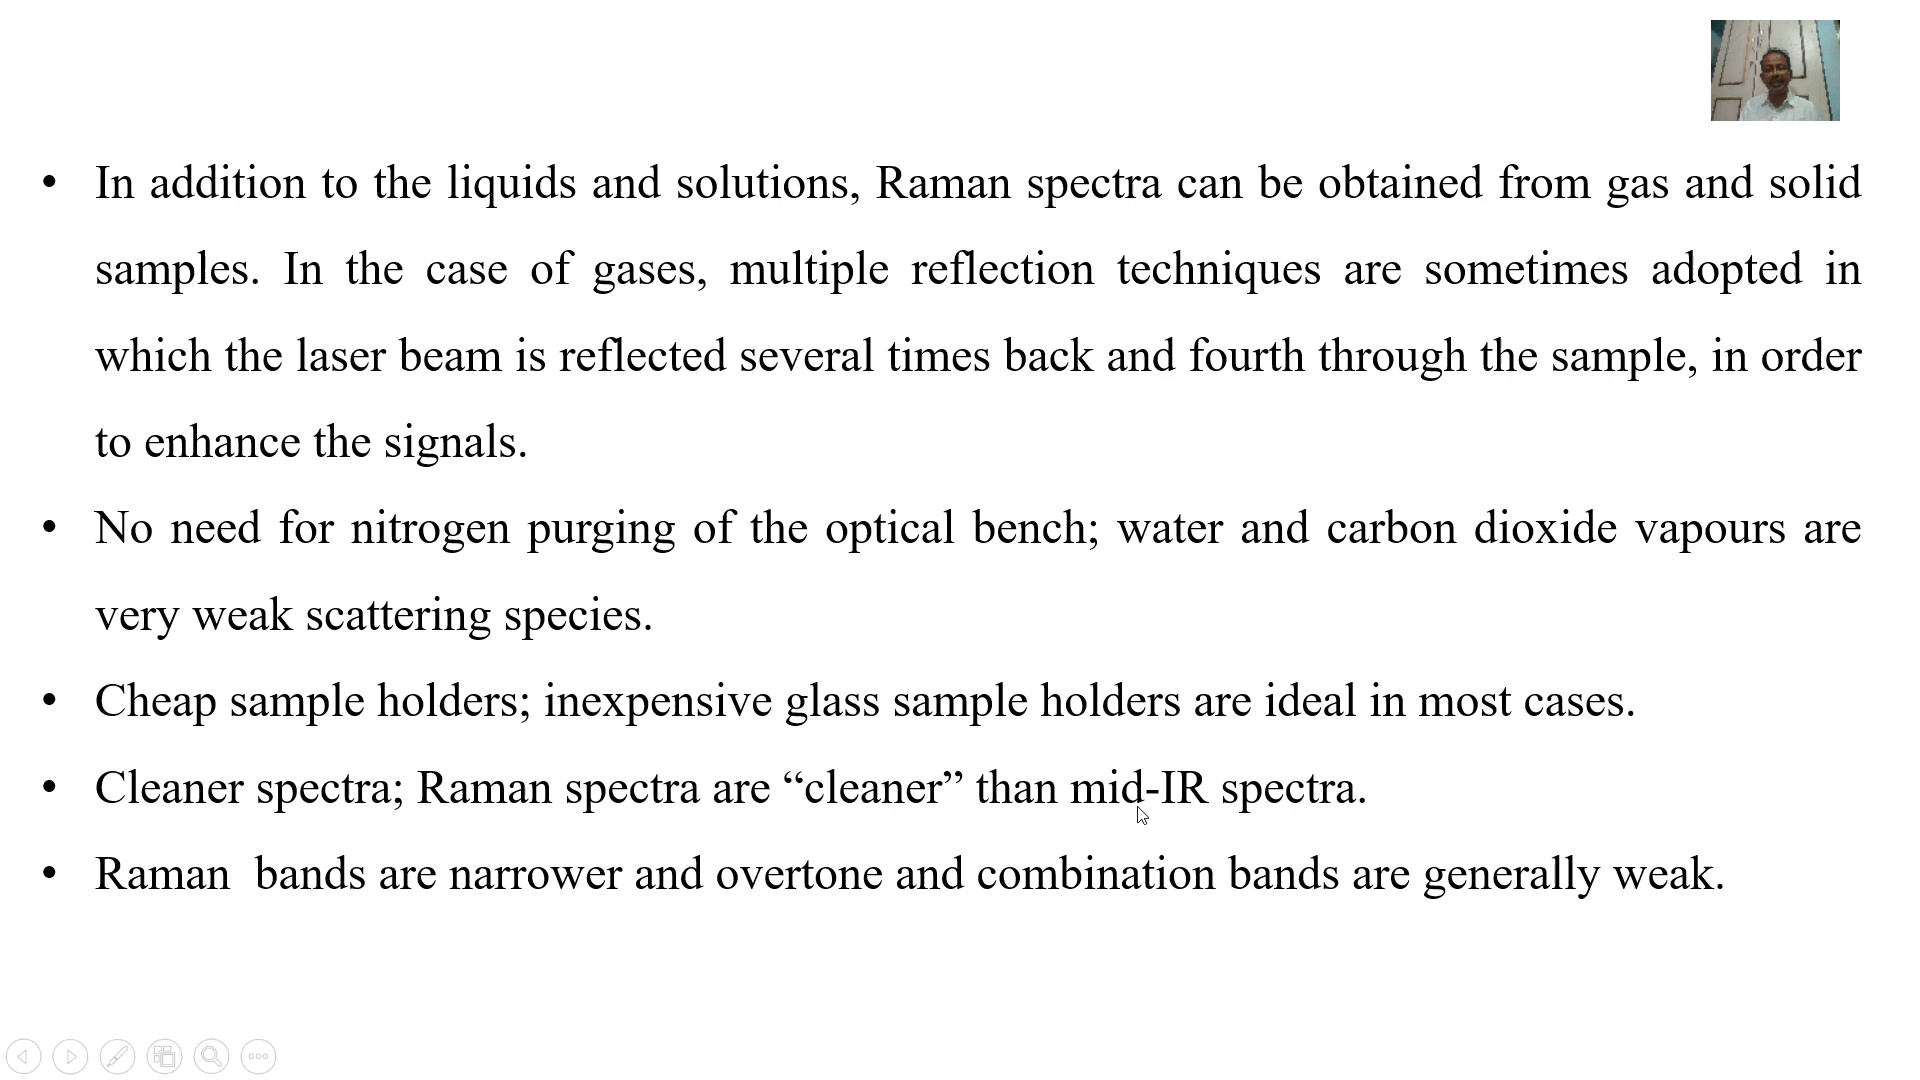 • In addition to the liquids and solutions, Raman spectra can be obtained from gas and solid
samples. In the case of gases, multiple reflection techniques are sometimes adopted in
which the laser beam is reflected several times back and fourth through the sample, in order
to enhance the signals.
• No need for nitrogen purging of the optical bench; water and carbon dioxide vapours are
very weak scattering species.
• Cheap sample holders; inexpensive glass sample holders are ideal in most cases.
• Cleaner spectra; Raman spectra are “cleaner” than mid-IR spectra.
• Raman  bands are narrower and overtone and combination bands are generally weak.